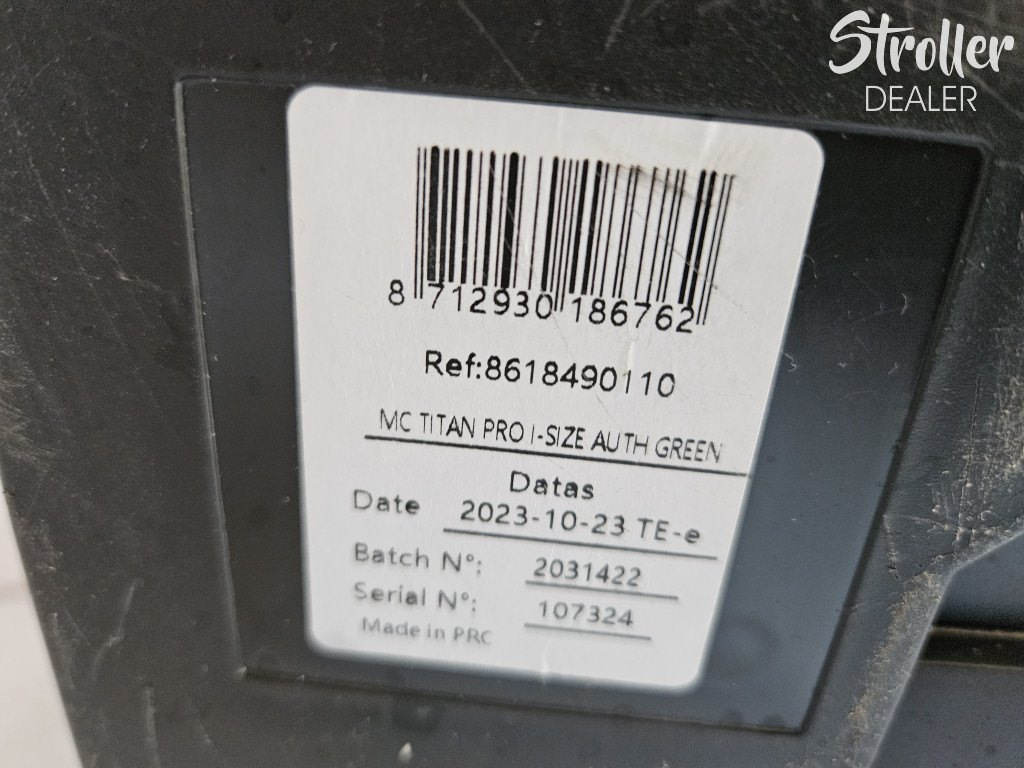 Stroller
DEALER
8 712930 186762
Ref:8618490110
MC TITAN PRO I-SIZE AUTH GREEN
Datas
Date 2023-10-23 TE-e
Batch N°: 2031422
Serial N°: 107324
Made in PRC